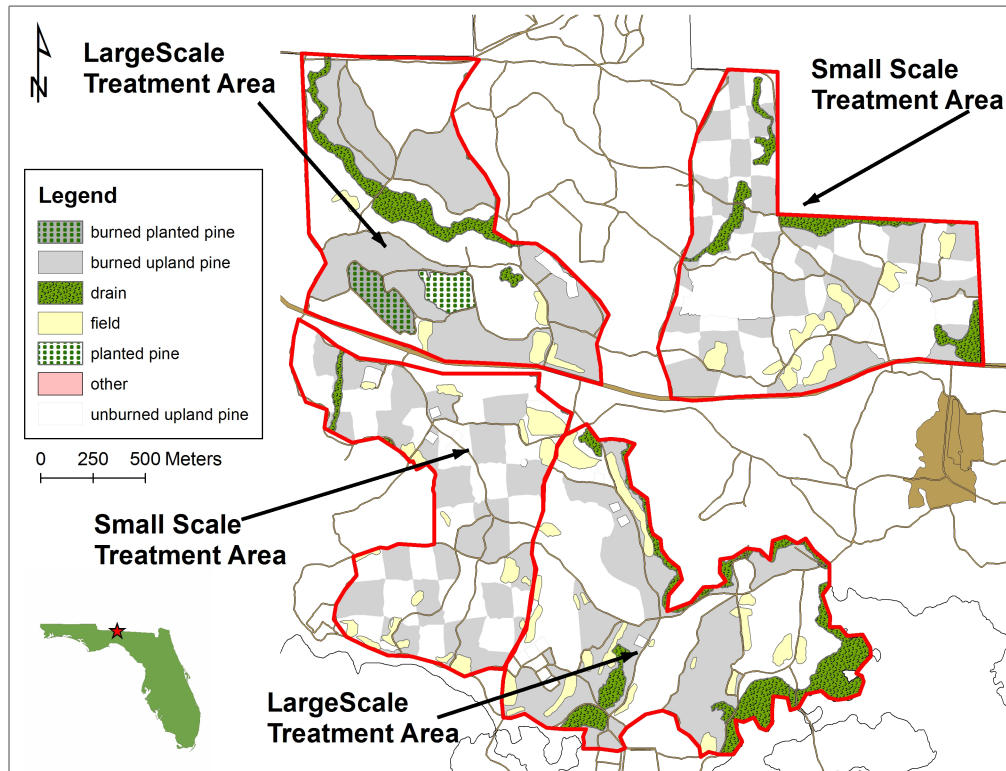 LargeScale
Treatment Area
Small Scale
Treatment Area
N
Legend
burned planted pine
burned upland pine
drain
field
planted pine
other
unburned upland pine
0 250 500 Meters
Small Scale
Treatment Area
LargeScale
Treatment Area